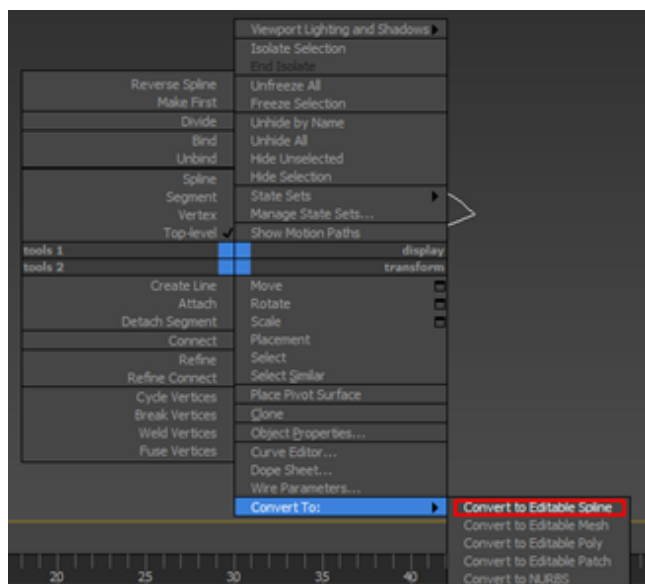 Viewport Lighting and Shadows
Isolate Selection
End Isolate
Unfreeze All
Freeze Selection
Unhide by Name
Unhide All
Hide Unselected
Hide Selection
State Sets
Manage State Sets...
Show Motion Paths
Reverse Spline
Make First
Divide
Bind
Unbind
Spline
Segment
Vertex
Top-level
tools 1
display
tools 2
transform
Create Line
Attach
Detach Segment
Connect
Refine
Refine Connect
Cycle Vertices
Break Vertices
Weld Vertices
Fuse Vertices
Move
Rotate
Scale
Placement
Select
Select Similar
Place Pivot Surface
Clone
Object Properties...
Curve Editor...
Dope Sheet...
Wire Parameters...
Convert To:
Convert to Editable Spline
Convert to Editable Mesh
Convert to Editable Poly
Convert to Editable Patch
Convert to NURBS
20 25 30 35 40